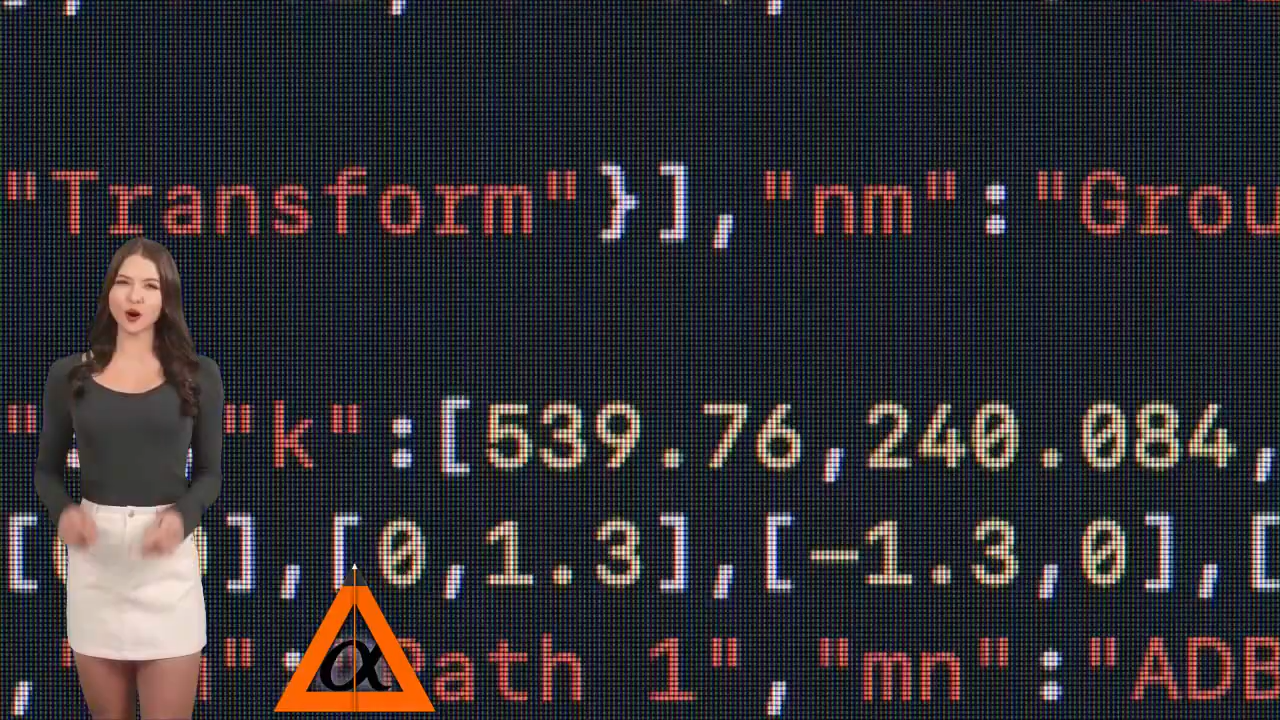 "Transform"}],"nm":"Grou
"k":[539.76,240.084,
],[0,1.3],[-1.3,0],[
Path 1","mn":"ADB
α